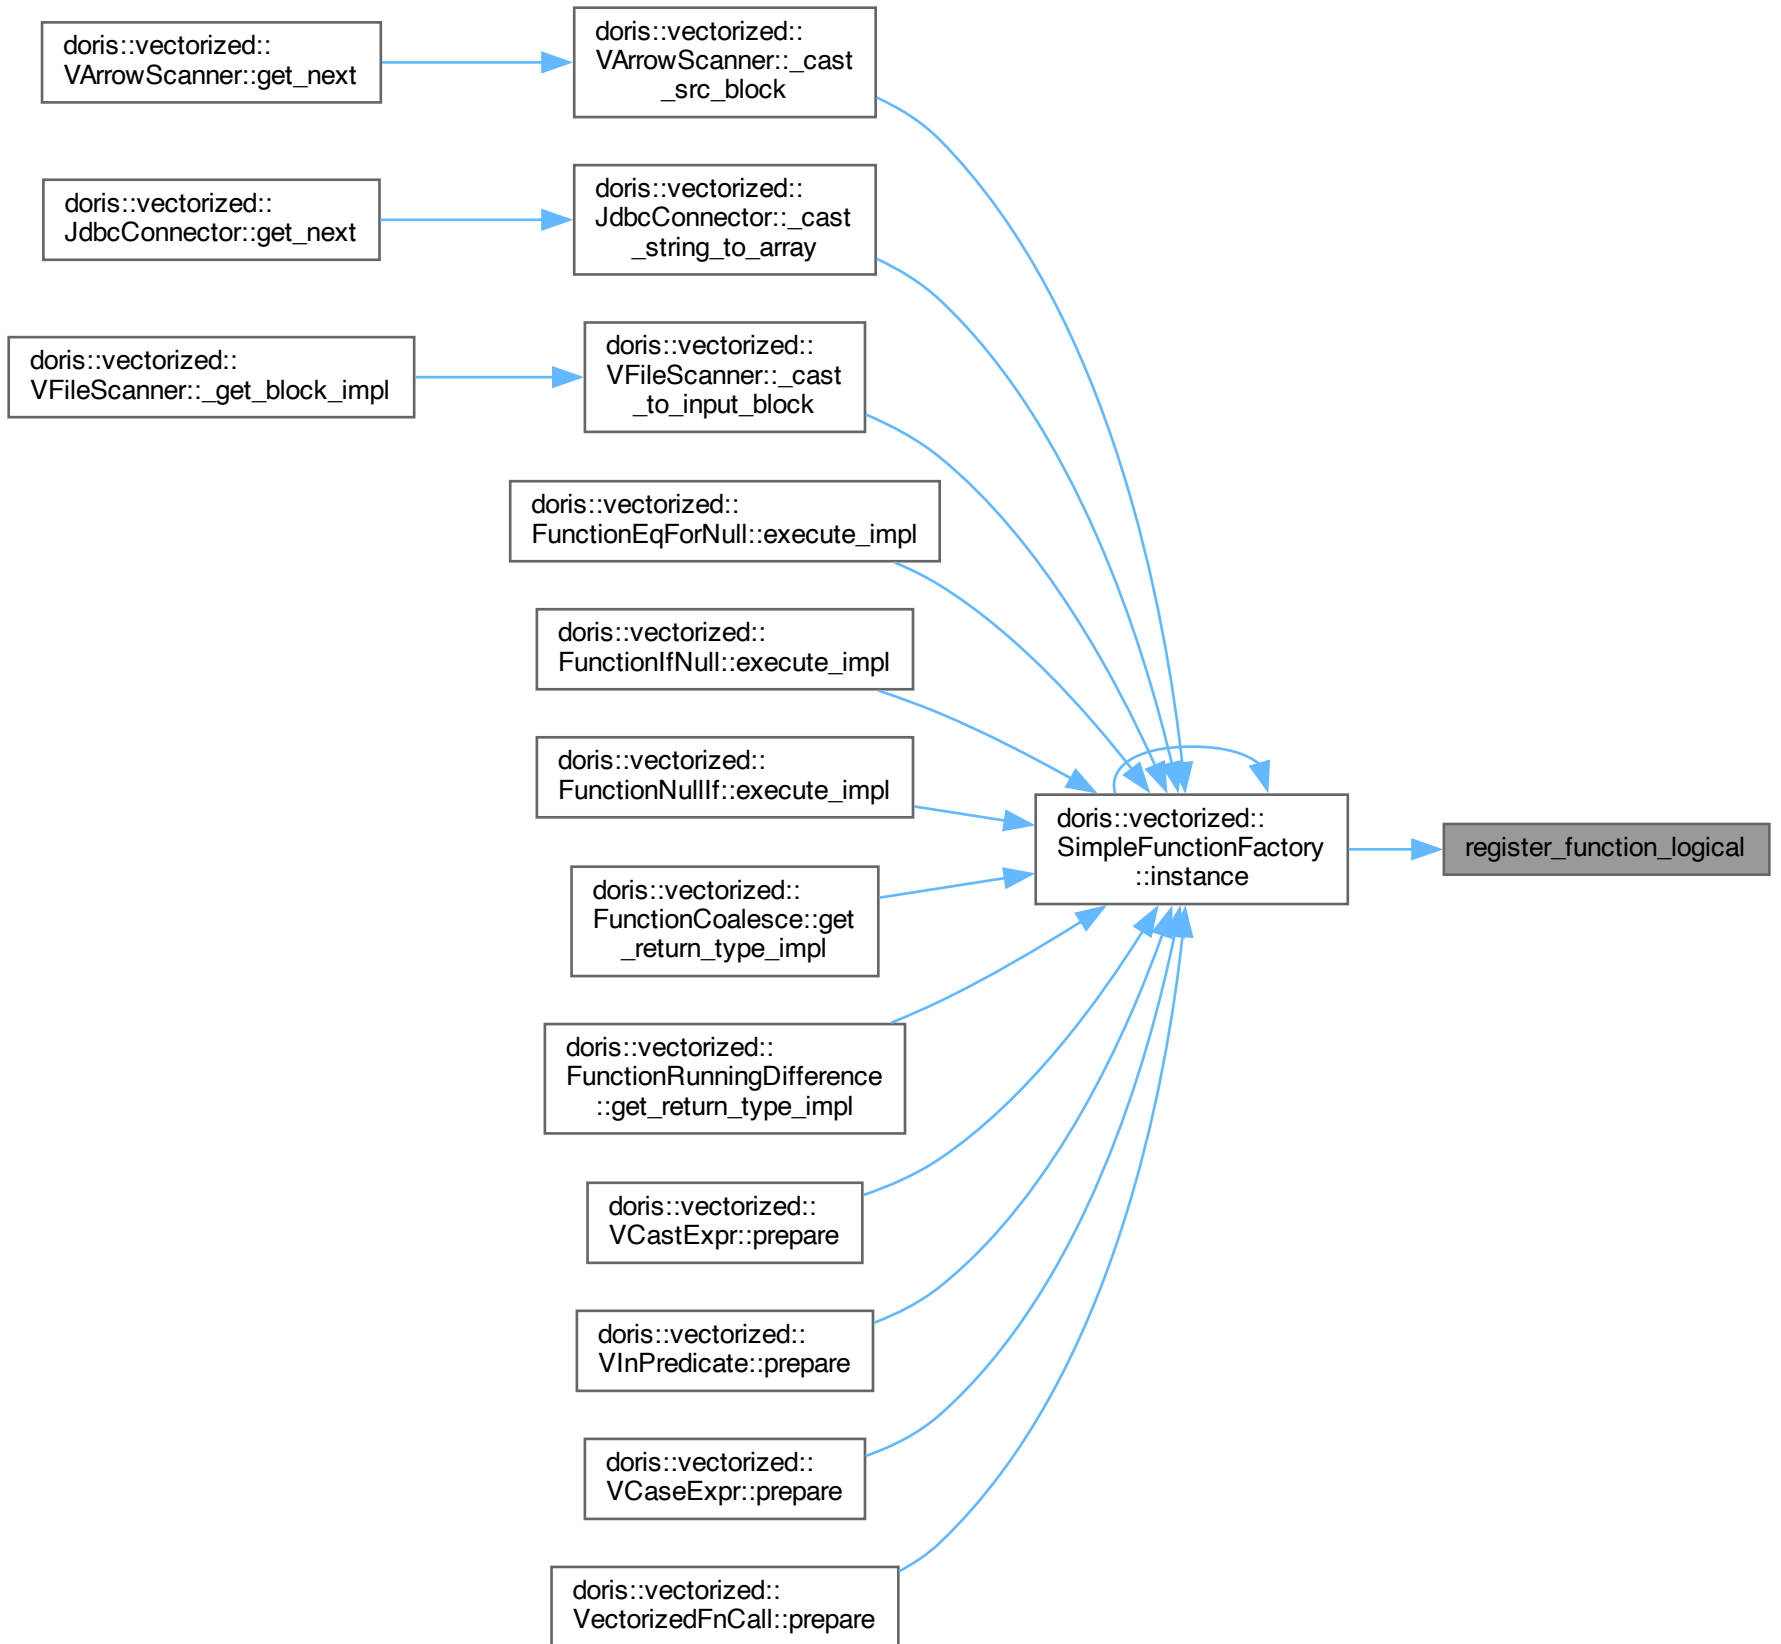 doris::vectorized::
VArrowScanner::get_next
doris::vectorized::
VArrowScanner::_cast
_src_block
doris::vectorized::
JdbcConnector::get_next
doris::vectorized::
JdbcConnector::_cast
_string_to_array
doris::vectorized::
VFileScanner::_get_block_impl
doris::vectorized::
VFileScanner::_cast
_to_input_block
doris::vectorized::
FunctionEqForNull::execute_impl
doris::vectorized::
FunctionIfNull::execute_impl
doris::vectorized::
FunctionNullIf::execute_impl
doris::vectorized::
SimpleFunctionFactory
::instance
register_function_logical
doris::vectorized::
FunctionCoalesce::get
_return_type_impl
doris::vectorized::
FunctionRunningDifference
::get_return_type_impl
doris::vectorized::
VCastExpr::prepare
doris::vectorized::
VInPredicate::prepare
doris::vectorized::
VCaseExpr::prepare
doris::vectorized::
VectorizedFnCall::prepare